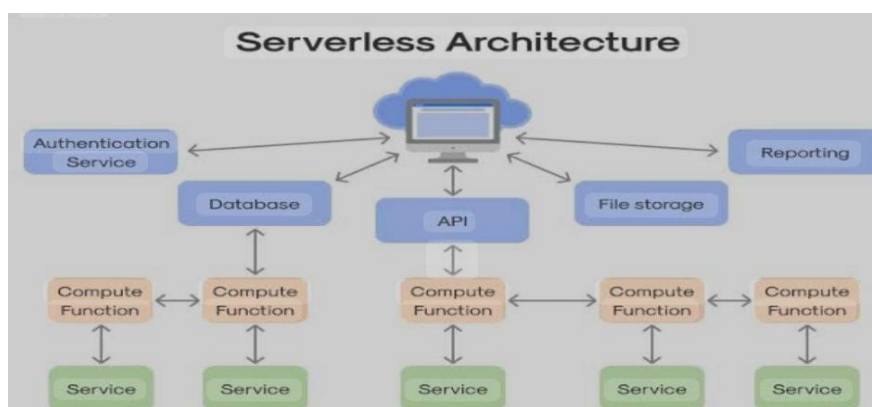 Serverless Architecture
Authentication
Service
Reporting
Database
API
File storage
Compute
Function
Compute
Function
Compute
Function
Compute
Function
Compute
Function
Service
Service
Service
Service
Service